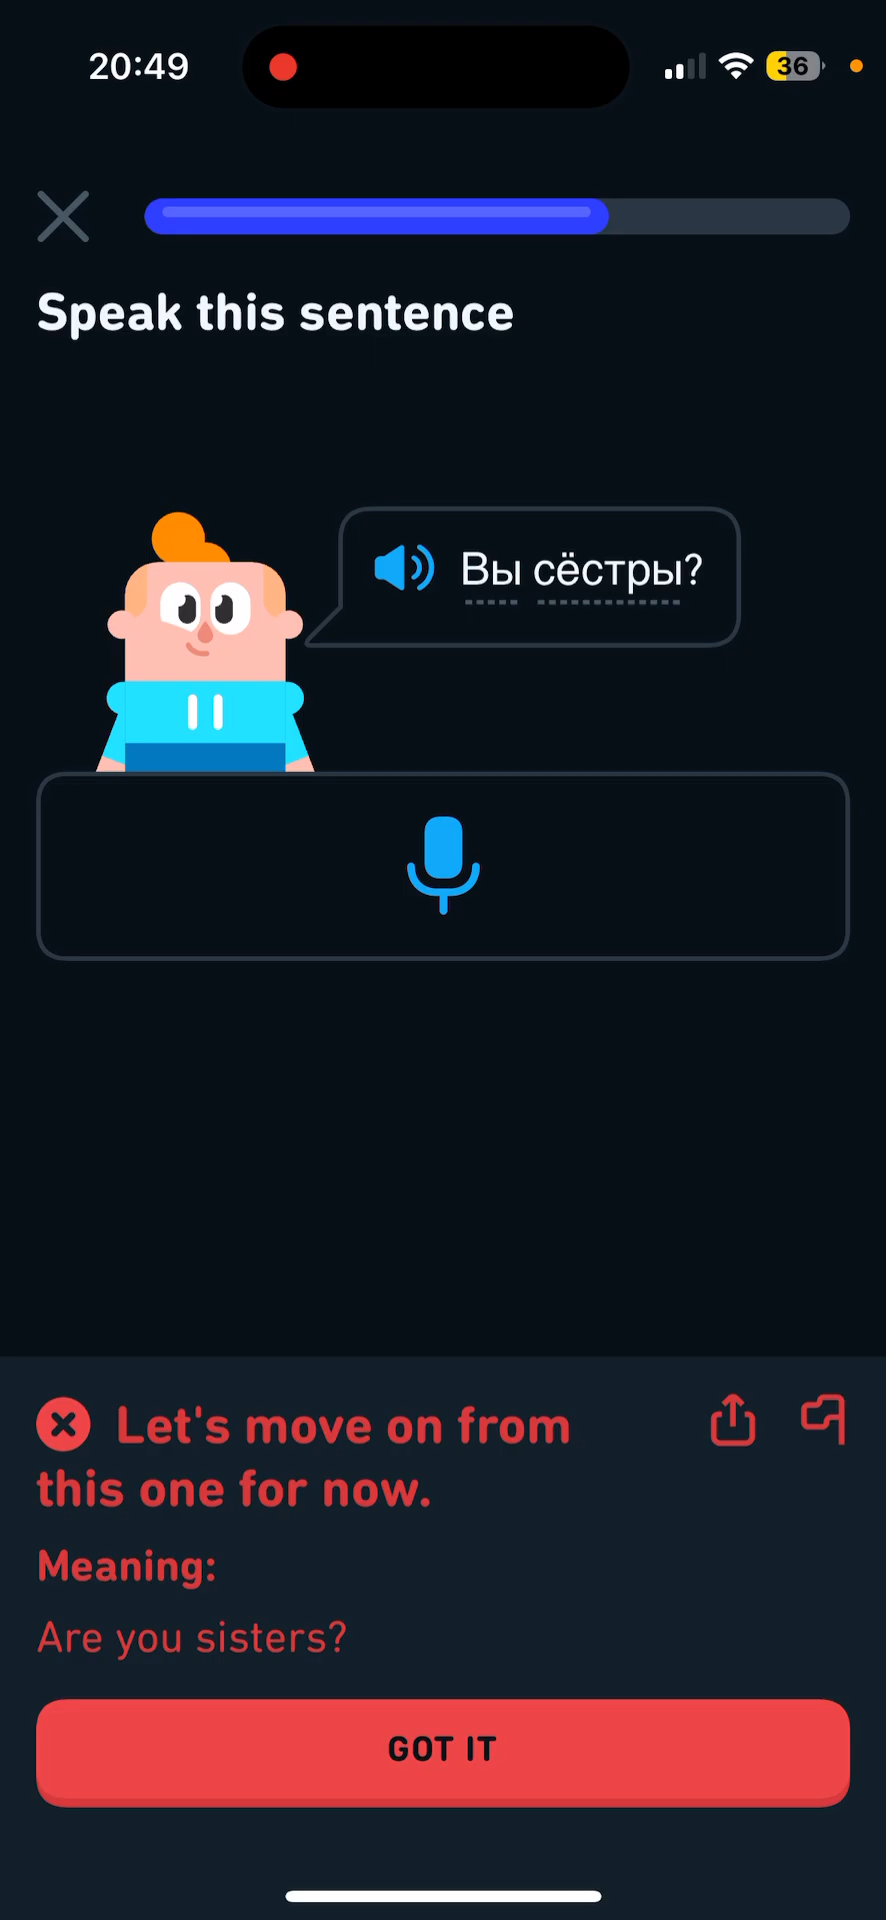 20:49
36
Speak this sentence
Вы сёстры?
Let's move on from
this one for now.
Meaning:
Are you sisters?
GOT IT